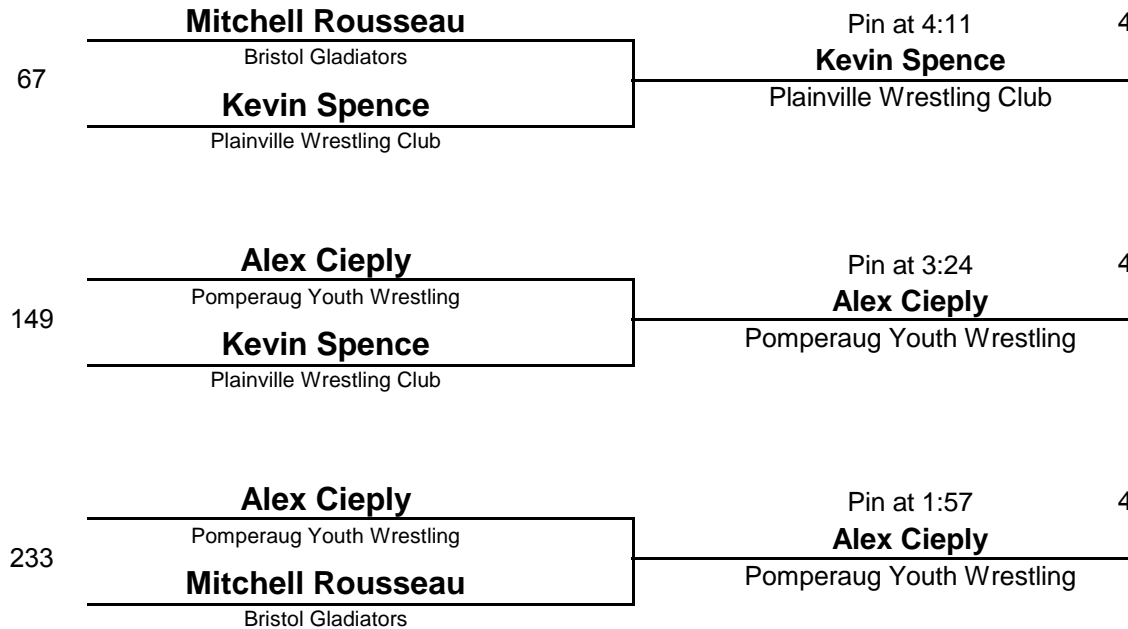 Mitchell Rousseau
Bristol Gladiators
67
Kevin Spence
Plainville Wrestling Club
Pin at 4:11 4
Kevin Spence
Plainville Wrestling Club
Alex Cieply
Pomperaug Youth Wrestling
149
Kevin Spence
Plainville Wrestling Club
Pin at 3:24 4
Alex Cieply
Pomperaug Youth Wrestling
Alex Cieply
Pomperaug Youth Wrestling
233
Mitchell Rousseau
Bristol Gladiators
Pin at 1:57 4
Alex Cieply
Pomperaug Youth Wrestling